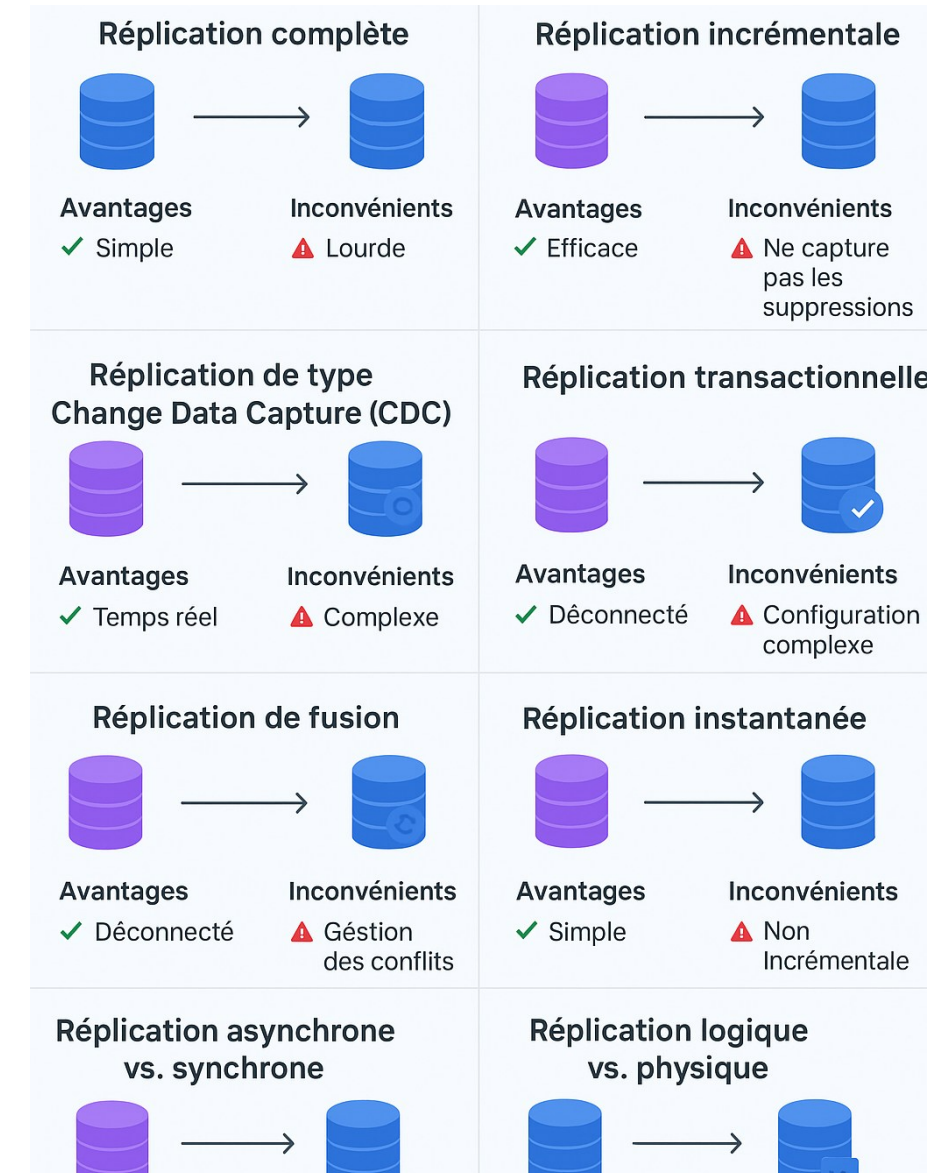 Réplication complète
Avantages
✓ Simple
Inconvénients
Lourde
Réplication incrémentale
Avantages
✓ Efficace
Inconvénients
Ne capture
pas les
suppressions
Réplication de type
Change Data Capture (CDC)
Avantages
✓ Temps réel
Inconvénients
Complexe
Réplication transactionnelle
Avantages
✓ Dêconnecté
Inconvénients
Configuration
complexe
Réplication de fusion
Avantages
✓ Dêconnecté
Inconvénients
Géstion
des conflits
Réplication instantanée
Avantages
✓ Simple
Inconvénients
Non
Incrémentale
Réplication asynchrone
vs. synchrone
Réplication logique
vs. physique